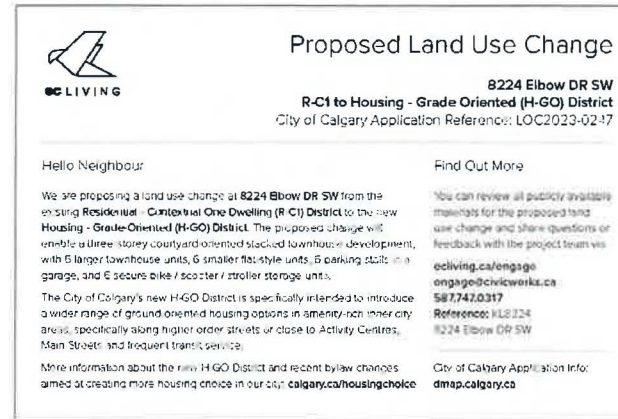 Proposed Land Use Change
LIVING
8224 Elbow DR SW
R-C1 to Housing - Grade Oriented (H-GO) District
City of Calgary Application Reference: LOC2023-0247
Hello Neighbour
We are proposing a land use change at 8224 Elbow DR SW from the
existing Residential - Contextual One Dwelling (R-C1) District to the new
Housing - Grade-Oriented (H-GO) District. The proposed change will
enable a three storey courtyard-oriented stacked townhouse development,
with 6 larger townhouse units, 6 smaller flat-style units, 6 parking stalls in a
garage, and 6 secure bike / scooter / stroller storage units.
The City of Calgary's new H-GO District is specifically intended to introduce
a wider range of ground oriented housing options in amenity-rich inner city
areas, specifically along higher order streets or close to Activity Centres,
Main Streets and frequent transit service.
More information about the new H-GO District and recent bylaw changes
aimed at creating more housing choice in our city: calgary.ca/housingchoice
Find Out More
You can review all publicly available
materials for the proposed land
use change and share questions or
feedback with the project team via
ecliving.ca/engage
engage@civicworks.ca
587.747.0317
Reference: KL8224
8224 Elbow DR SW
City of Calgary Application Info:
dmap.calgary.ca